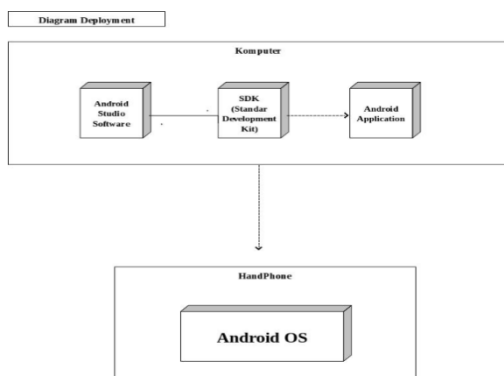 Diagram Deployment
Komputer
Android
Studio
Software
SDK
(Standar
Development
Kit)
Android
Application
HandPhone
Android OS